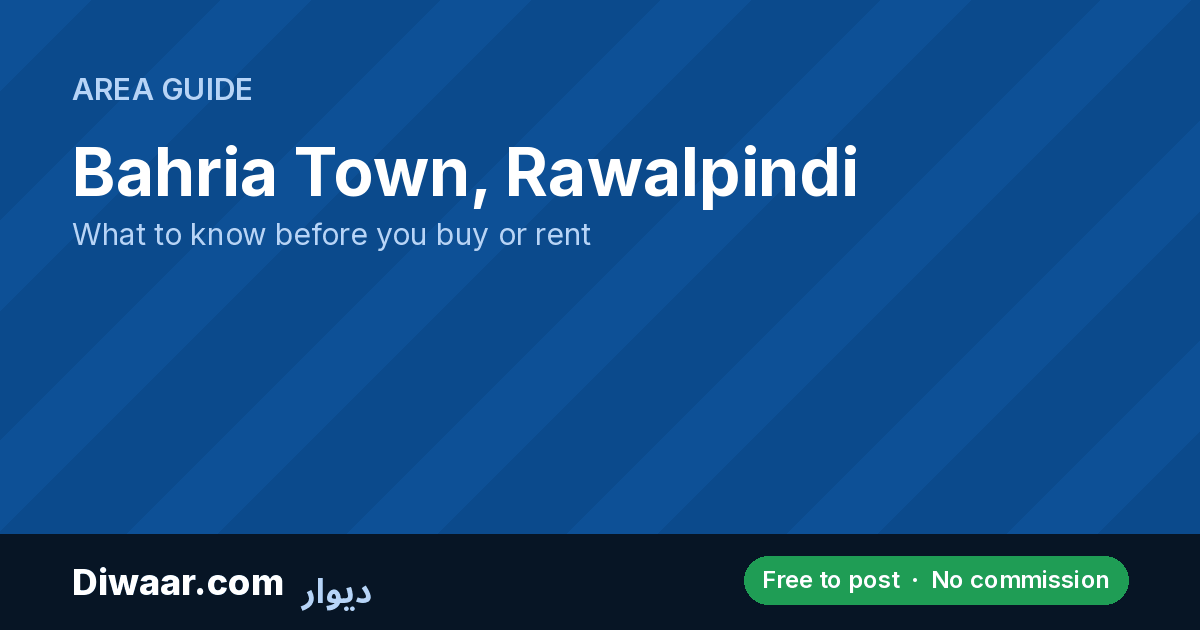 AREA GUIDE
Bahria Town, Rawalpindi
What to know before you buy or rent
Diwaar.com دیوار
Free to post · No commission